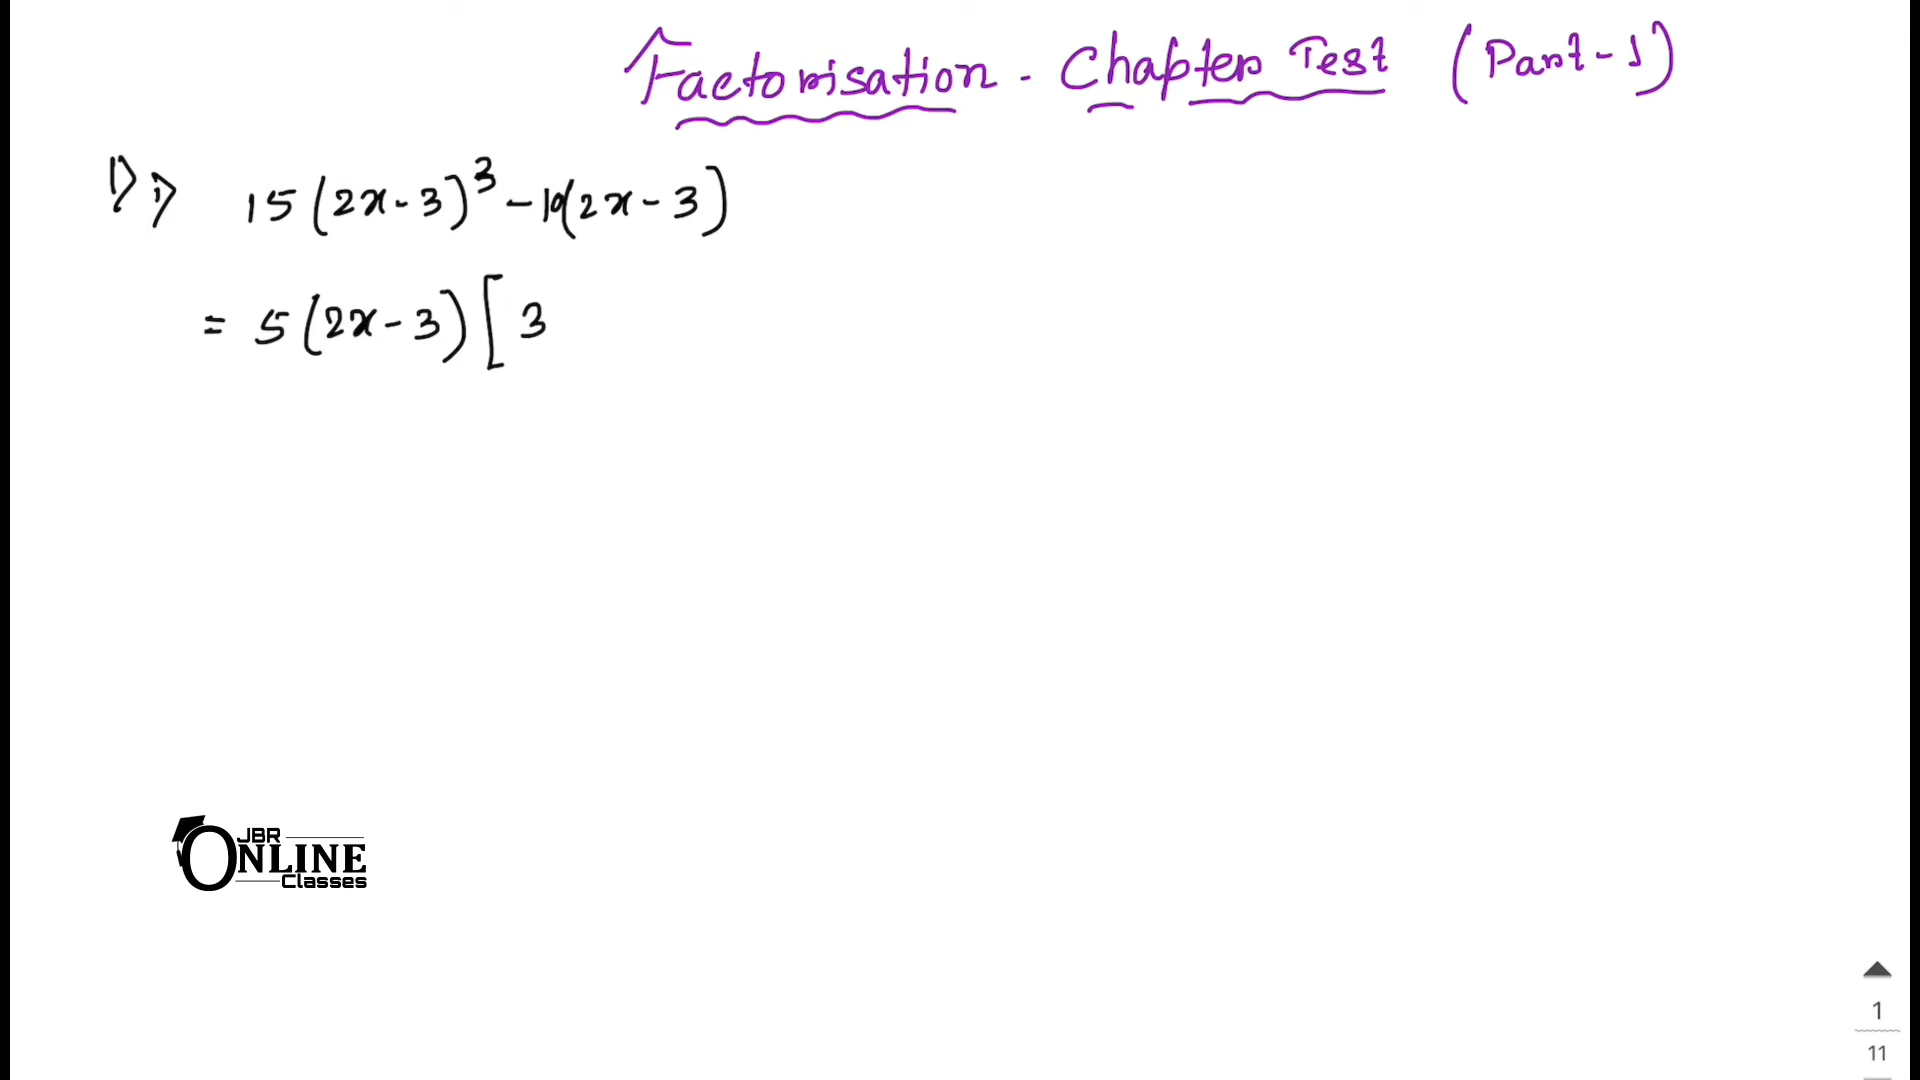 Factorisation - Chapter Test (Part-1)
1) i) 15(2x-3)³ - 10(2x-3)
= 5(2x-3)[3
JBR
ONLINE
Classes
1
11